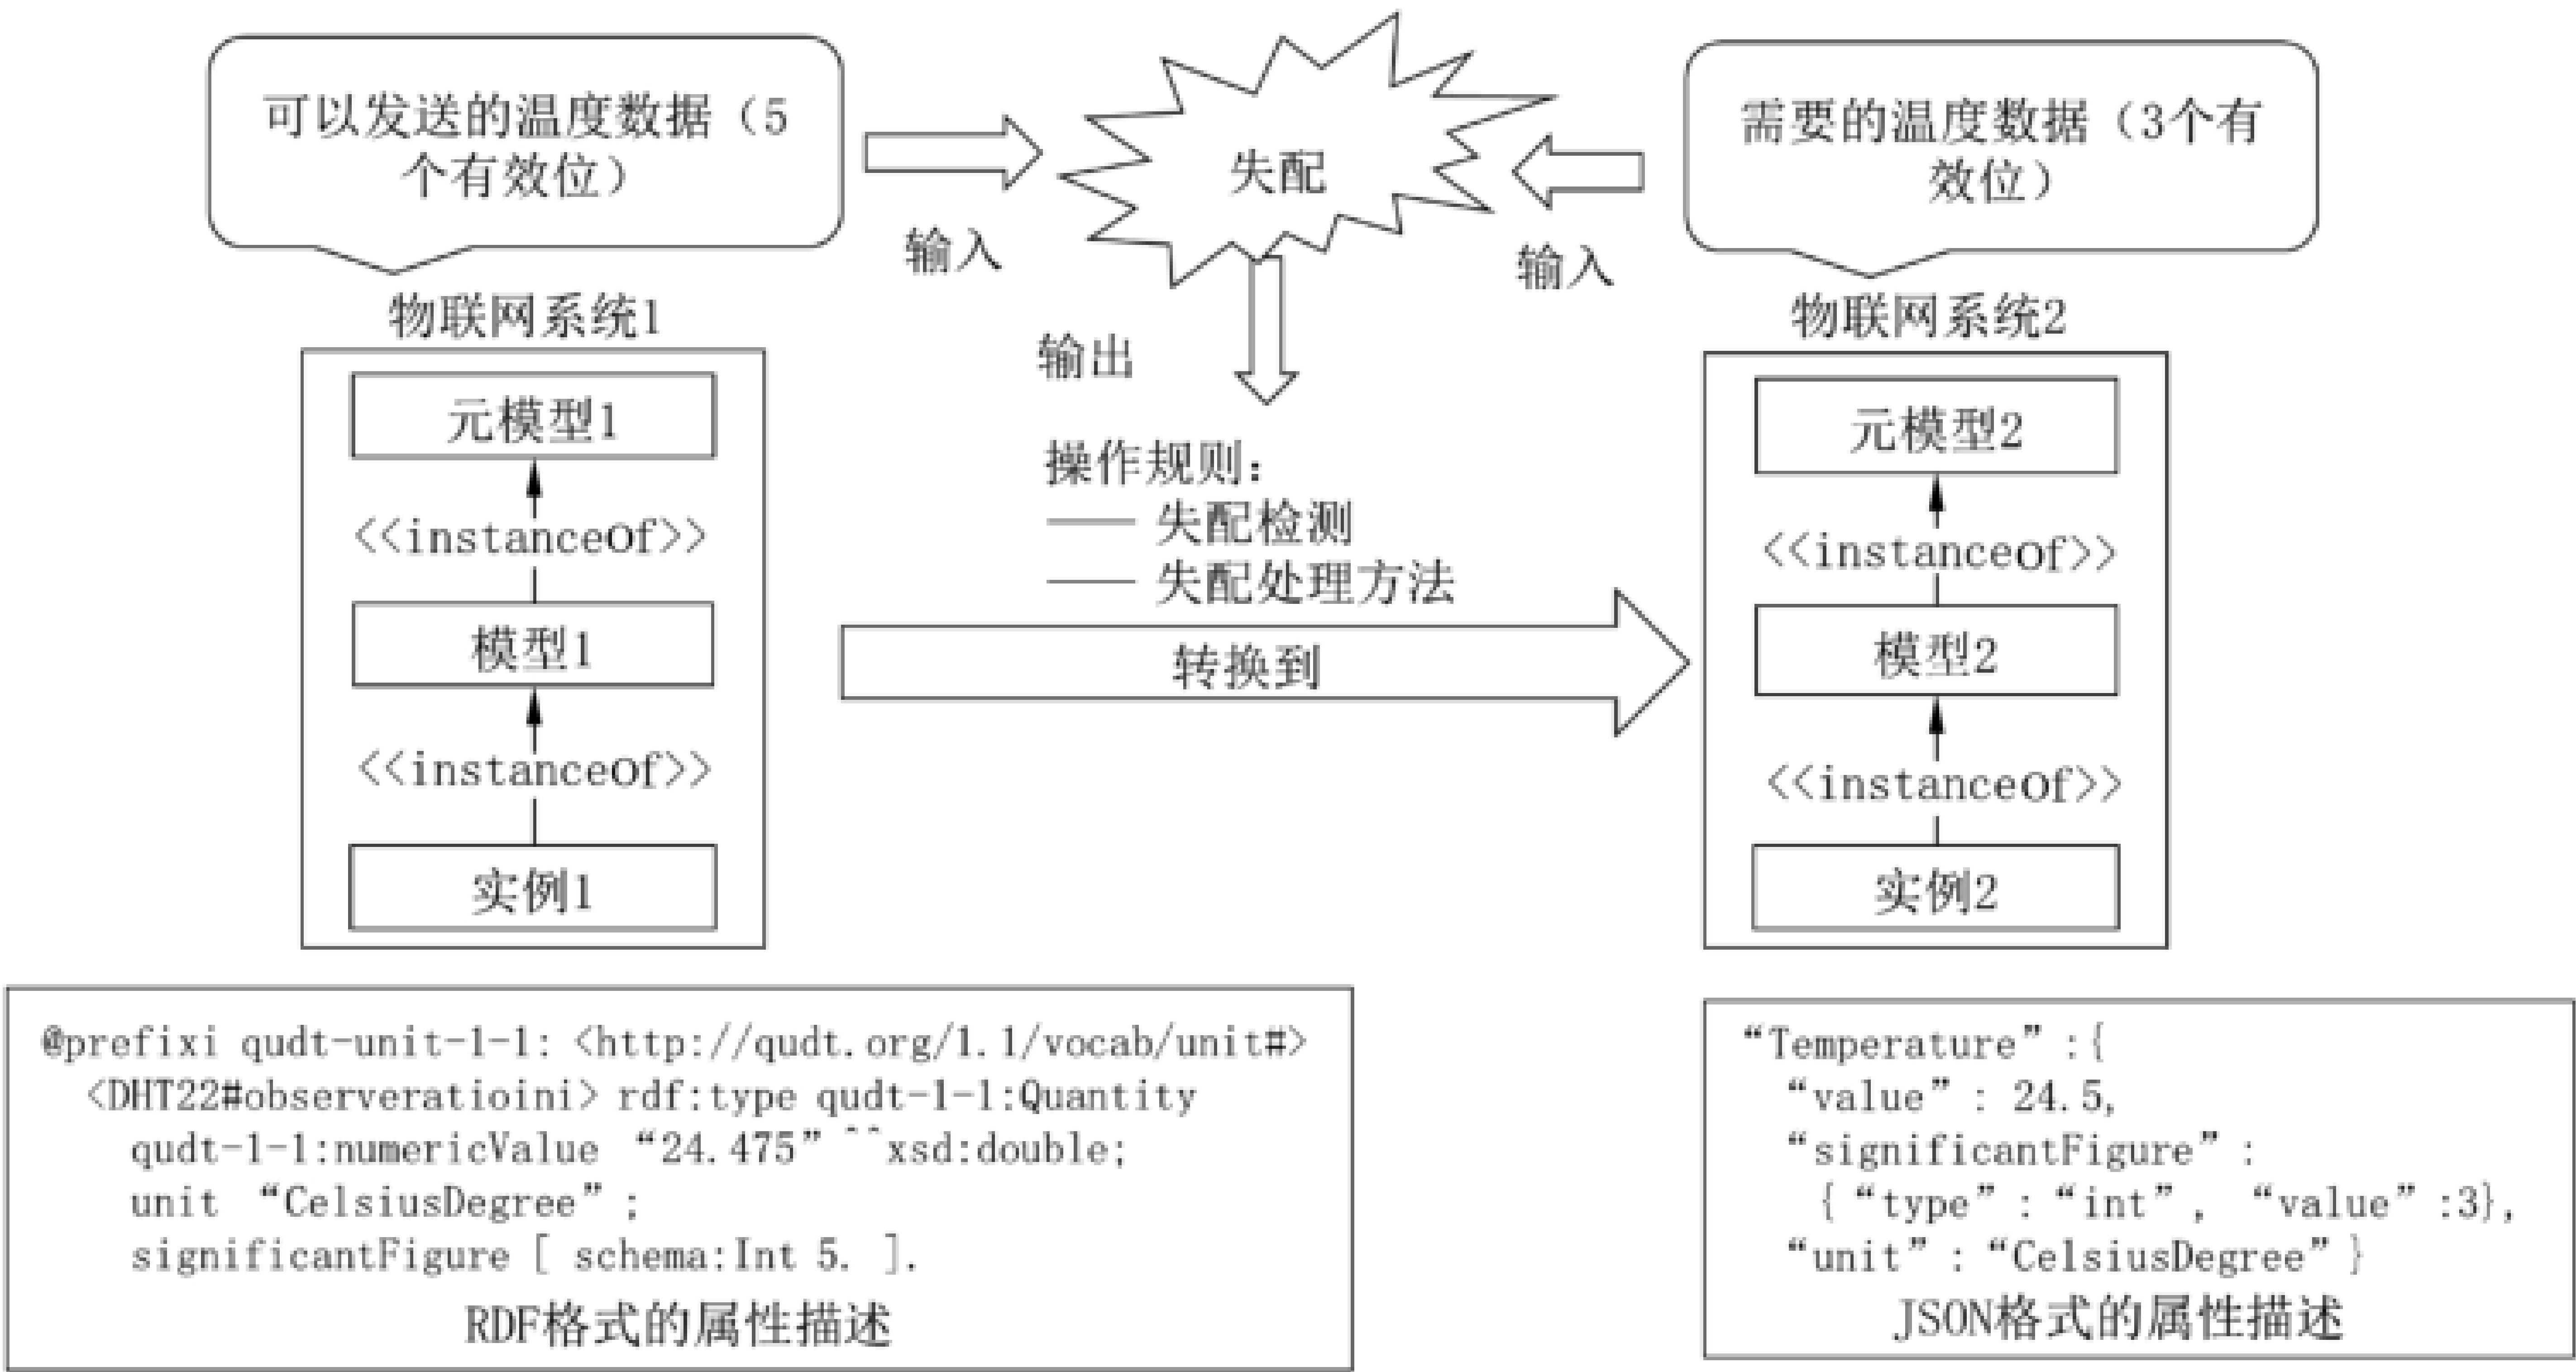 可以发送的温度数据（5
个有效位）
失配
需要的温度数据（3个有
效位）
输入
输入
物联网系统1
输出
物联网系统2
元模型1
<<instanceOf>>
模型1
<<instanceOf>>
实例1
操作规则：
—— 失配检测
—— 失配处理方法
转换到
元模型2
<<instanceOf>>
模型2
<<instanceOf>>
实例2
@prefixi qudt-unit-1-1: <http://qudt.org/1.1/vocab/unit#>
<DHT22#observeratioini> rdf:type qudt-1-1:Quantity
qudt-1-1:numericValue “24.475”^^xsd:double;
unit “CelsiusDegree”;
significantFigure [ schema:Int 5. ].
RDF格式的属性描述
“Temperature”:{
“value”: 24.5,
“significantFigure”:
{“type”: “int”, “value”:3},
“unit”: “CelsiusDegree”}
JSON格式的属性描述